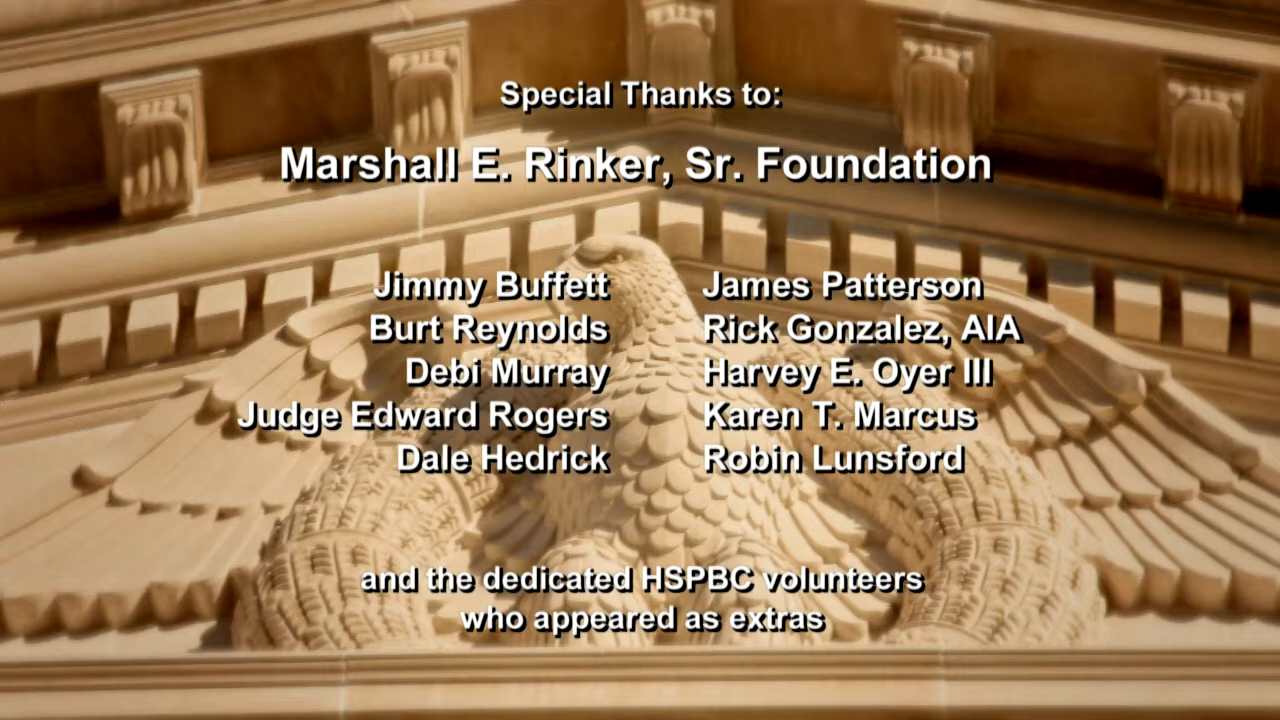 Special Thanks to:
Marshall E. Rinker, Sr. Foundation
Jimmy Buffett
Burt Reynolds
Debi Murray
Judge Edward Rogers
Dale Hedrick
James Patterson
Rick Gonzalez, AIA
Harvey E. Oyer III
Karen T. Marcus
Robin Lunsford
and the dedicated HSPBC volunteers
who appeared as extras